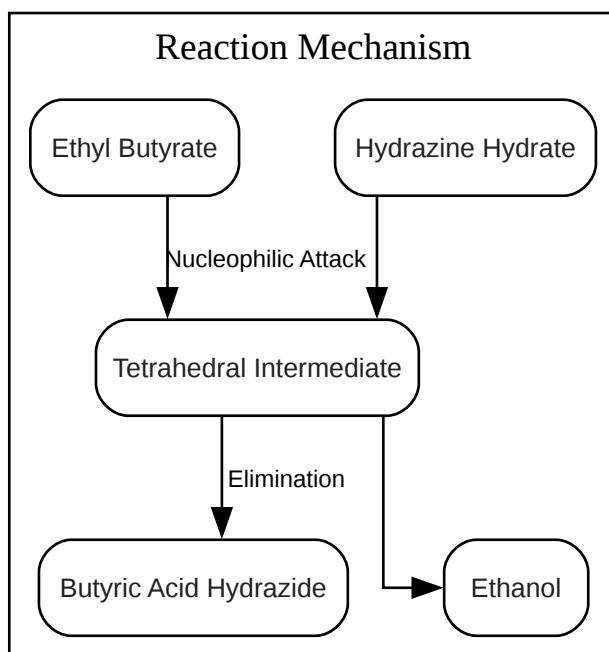 Reaction Mechanism
Ethyl Butyrate
Hydrazine Hydrate
Nucleophilic Attack
Tetrahedral Intermediate
Elimination
Butyric Acid Hydrazide
Ethanol